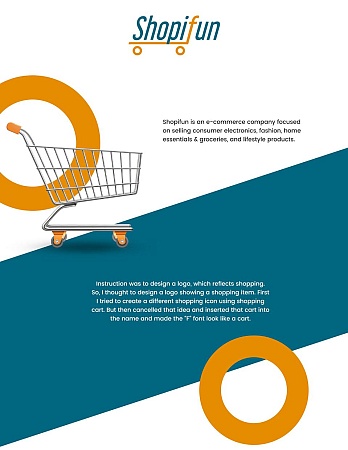 Shopifun
Shopifun is an e-commerce company focused
on selling consumer electronics, fashion, home
essentials & groceries, and lifestyle products.
Instruction was to design a logo, which reflects shopping.
So, I thought to design a logo showing a shopping item. First
I tried to create a different shopping icon using shopping
cart. But then cancelled that idea and inserted that cart into
the name and made the "F" font look like a cart.